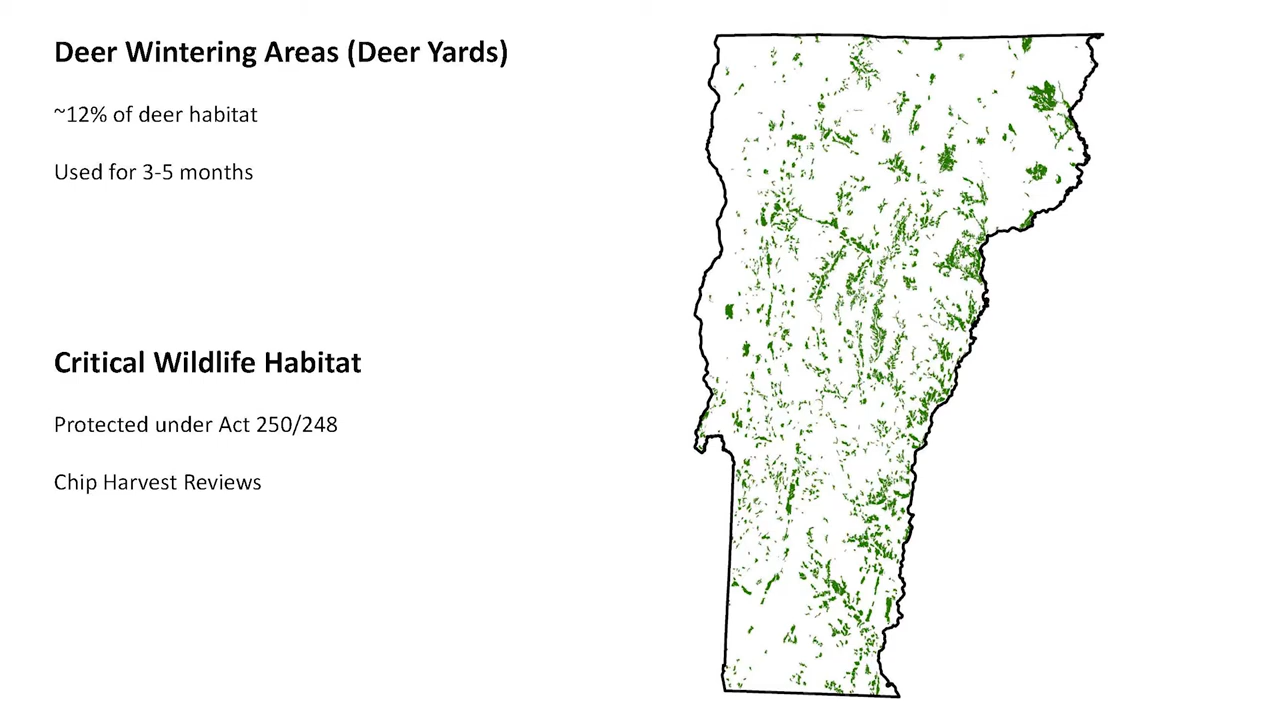 Deer Wintering Areas (Deer Yards)
~12% of deer habitat
Used for 3-5 months
Critical Wildlife Habitat
Protected under Act 250/248
Chip Harvest Reviews